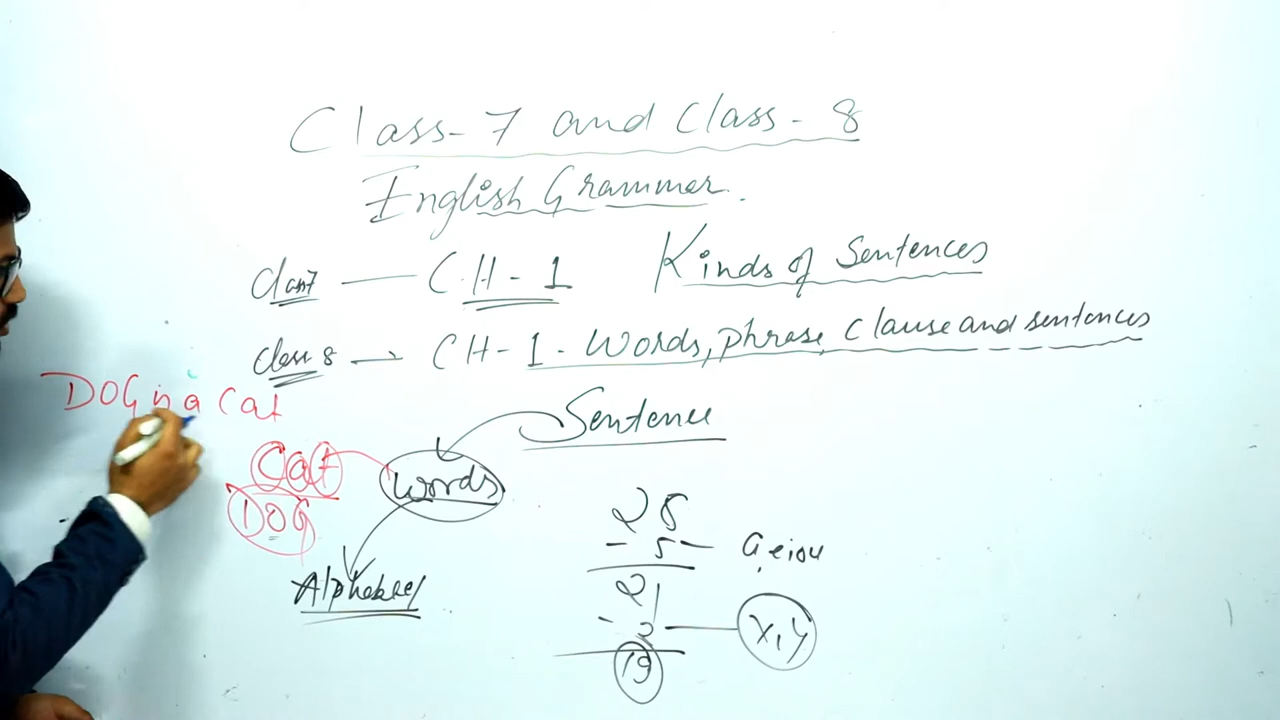 Class-7 and Class-8
English Grammer.
Class 7 — CH-1 Kinds of Sentences
Class 8 → CH-1. Words, phrase, Clause and sentences
DOG is a Cat
Sentence
Cat
Words
DOG
Alphabet
- 5 — a,e i o u
21
- 2 — x,y
19